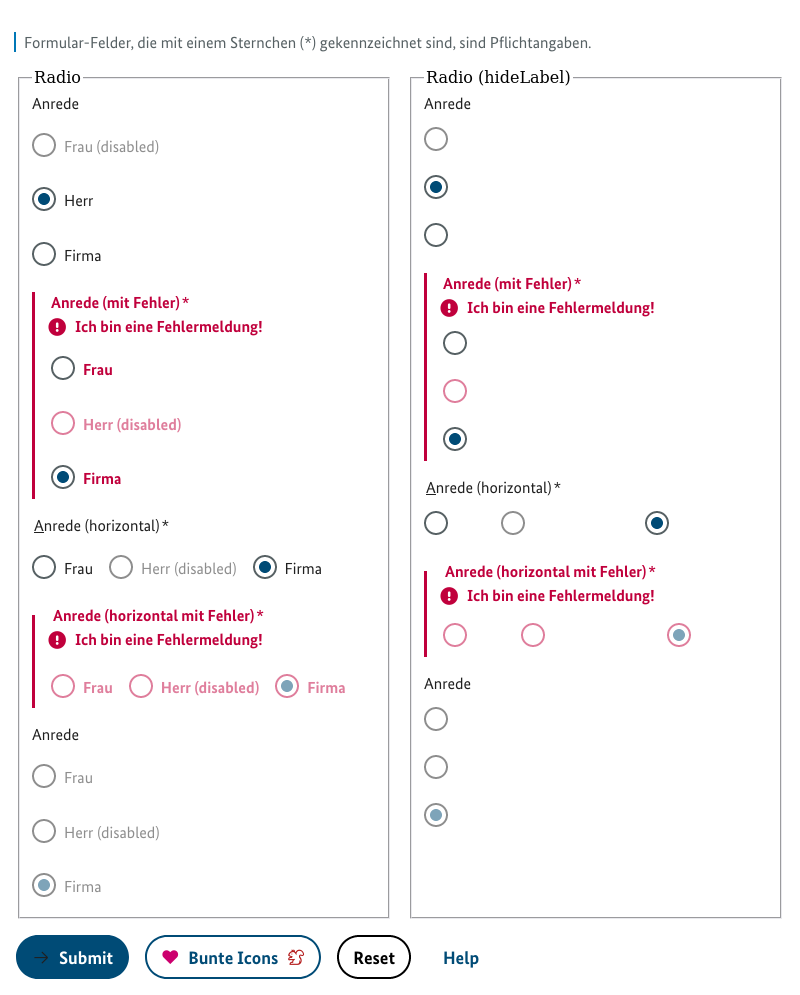 Formular-Felder, die mit einem Sternchen (*) gekennzeichnet sind, sind Pflichtangaben.
Radio
Anrede
Frau (disabled)
Herr
Firma
Anrede (mit Fehler)*
Ich bin eine Fehlermeldung!
Frau
Herr (disabled)
Firma
Anrede (horizontal)*
Frau Herr (disabled) Firma
Anrede (horizontal mit Fehler)*
Ich bin eine Fehlermeldung!
Frau Herr (disabled) Firma
Anrede
Frau
Herr (disabled)
Firma
Radio (hideLabel)
Anrede
Anrede (mit Fehler)*
Ich bin eine Fehlermeldung!
Anrede (horizontal)*
Anrede (horizontal mit Fehler)*
Ich bin eine Fehlermeldung!
Anrede
Submit Bunte Icons Reset Help